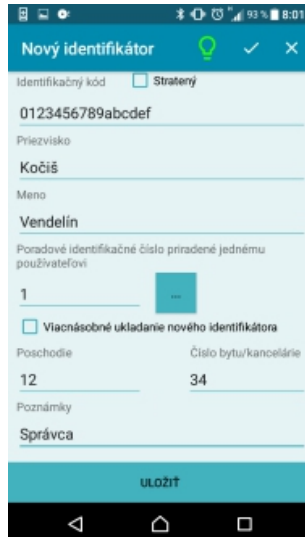 93 % 8:01
Nový identifikátor
Identifikačný kód Stratený
0123456789abcdef
Priezvisko
Kočiš
Meno
Vendelín
Poradové identifikačné číslo priradené jednému
používateľovi
1 ...
Viacnásobné ukladanie nového identifikátora
Poschodie Číslo bytu/kancelárie
12 34
Poznámky
Správca
ULOŽIŤ